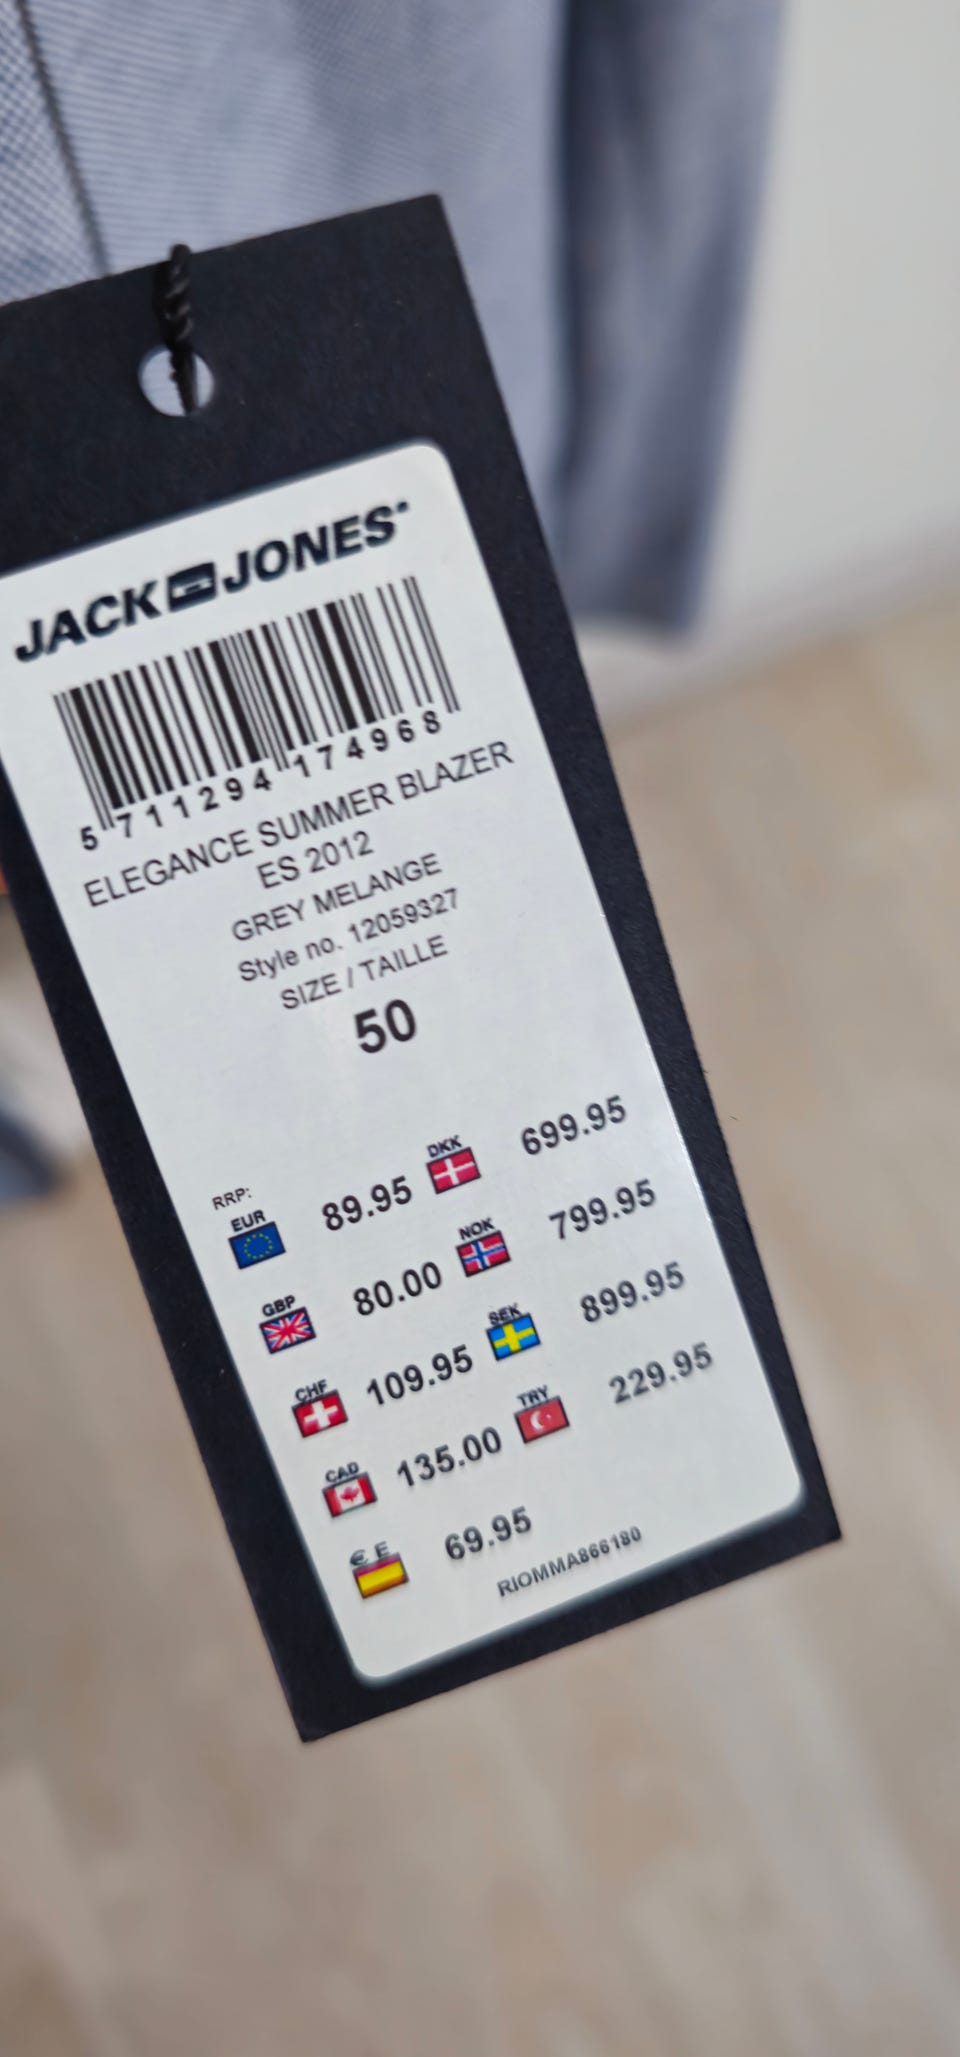 JACK JONES
5 711294 174968
ELEGANCE SUMMER BLAZER
ES 2012
GREY MELANGE
Style no. 12059327
SIZE / TAILLE
50
RRP:
EUR 89.95 DKK 699.95
GBP 80.00 NOK 799.95
CHF 109.95 SEK 899.95
CAD 135.00 TRY 229.95
€ E 69.95
RIOMMA866180